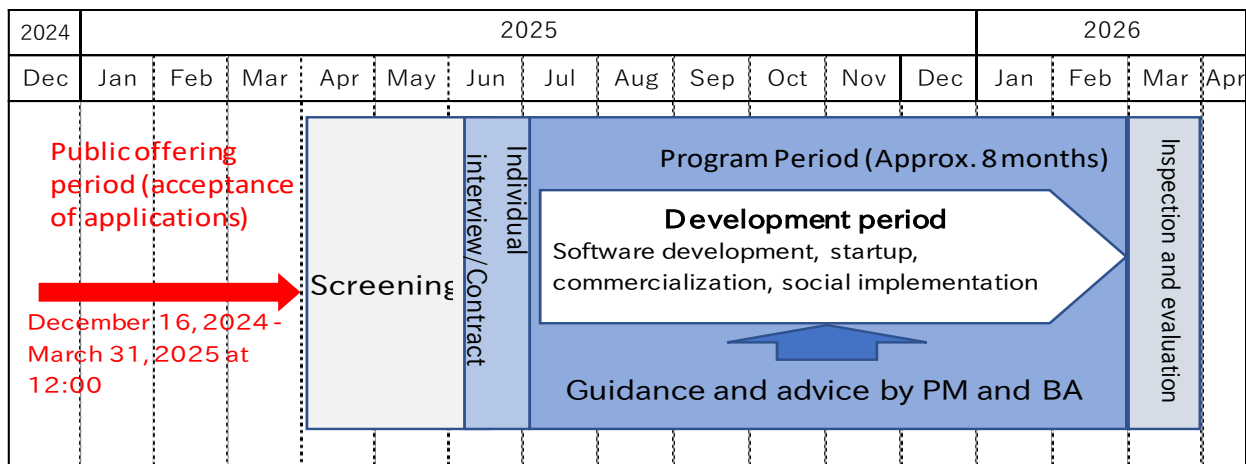 2024
2025
2026
Dec
Jan
Feb
Mar
Apr
May
Jun
Jul
Aug
Sep
Oct
Nov
Dec
Jan
Feb
Mar
Apr
Public offering
period (acceptance
of applications)
December 16, 2024 -
March 31, 2025 at
12:00
Screening
Individual
interview/Contract
Program Period (Approx. 8 months)
Development period
Software development, startup,
commercialization, social implementation
Guidance and advice by PM and BA
Inspection and evaluation